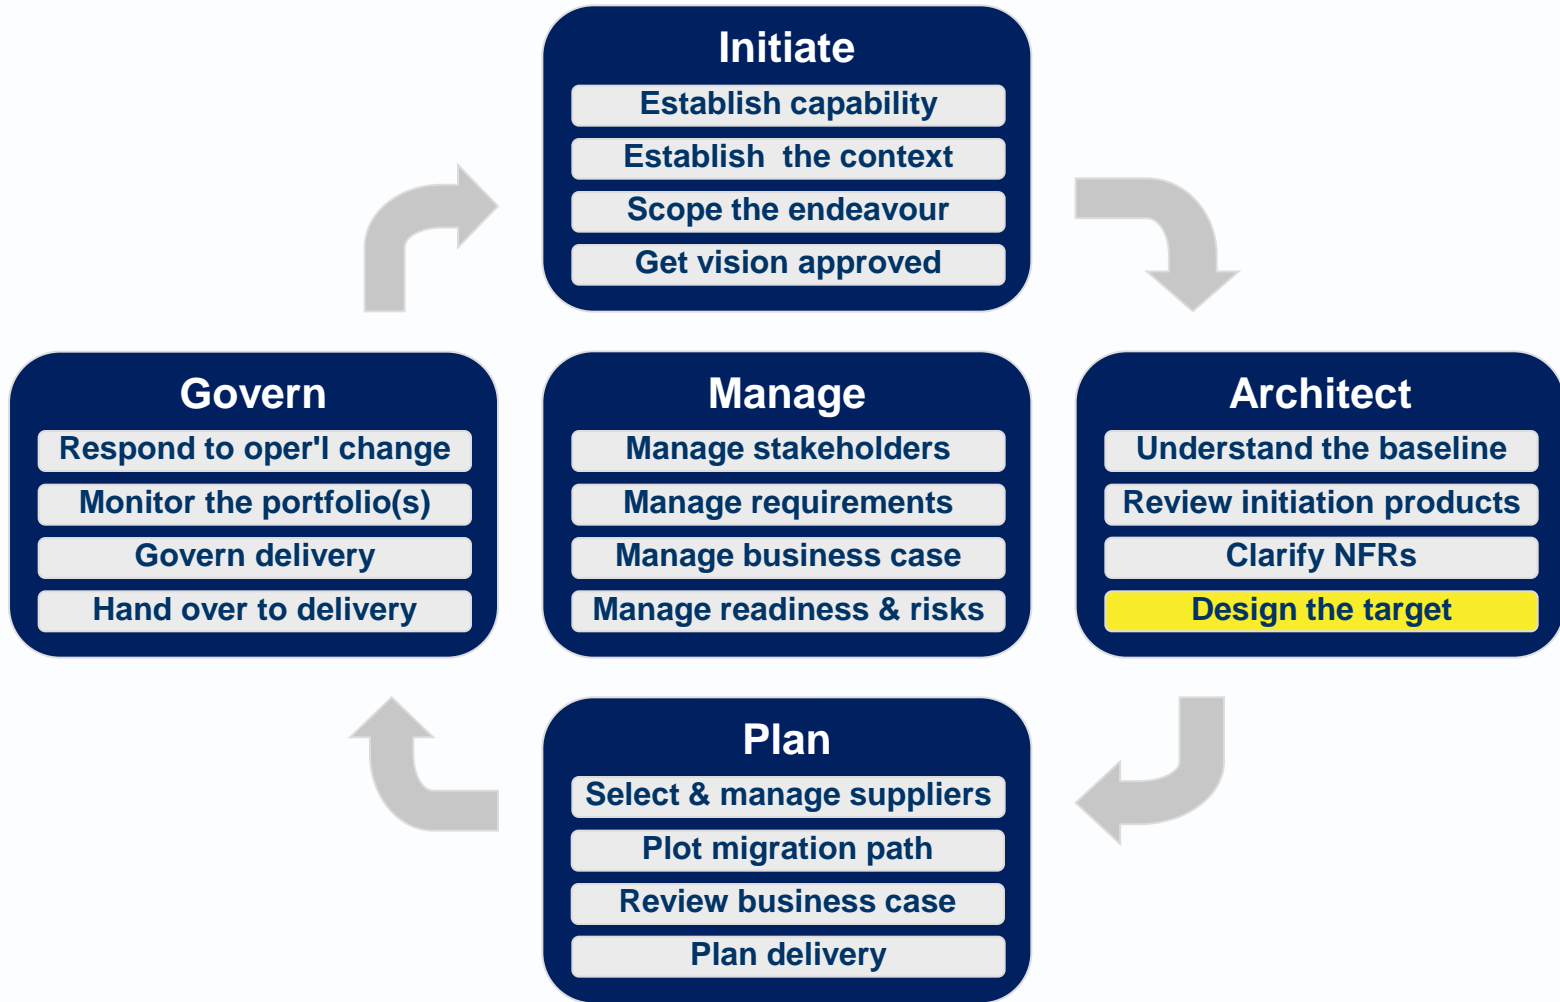 Initiate
Establish capability
Establish  the context
Scope the endeavour
Get vision approved
Govern
Respond to oper'l change
Monitor the portfolio(s)
Govern delivery
Hand over to delivery
Manage
Manage stakeholders
Manage requirements
Manage business case
Manage readiness & risks
Architect
Understand the baseline
Review initiation products
Clarify NFRs
Design the target
Plan
Select & manage suppliers
Plot migration path
Review business case
Plan delivery